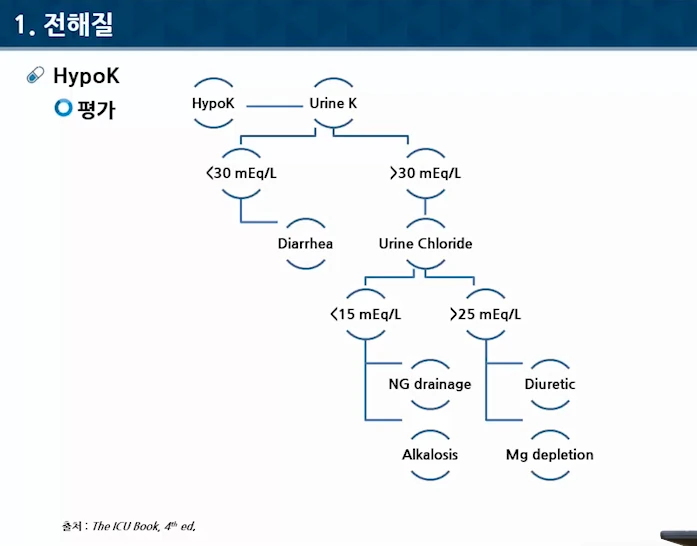 1. 전해질
HypoK
평가
HypoK
Urine K
<30 mEq/L
>30 mEq/L
Diarrhea
Urine Chloride
<15 mEq/L
>25 mEq/L
NG drainage
Diuretic
Alkalosis
Mg depletion
출처 : The ICU Book, 4th ed.